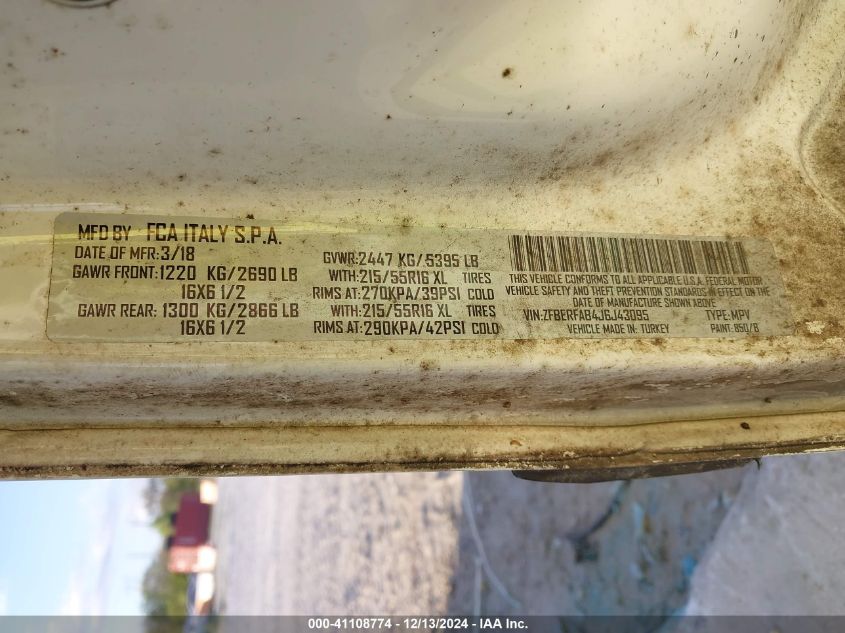 MFD BY FCA ITALY S.P.A.
DATE OF MFR: 3/18
GAWR FRONT: 1220 KG/2690 LB
16X6 1/2
GAWR REAR: 1300 KG/2866 LB
16X6 1/2
GVWR: 2447 KG/5395 LB
WITH: 215/55R16 XL TIRES
RIMS AT: 270KPA/39PSI COLD
WITH: 215/55R16 XL TIRES
RIMS AT: 290KPA/42PSI COLD
THIS VEHICLE CONFORMS TO ALL APPLICABLE U.S.A. FEDERAL MOTOR
VEHICLE SAFETY AND THEFT PREVENTION STANDARDS IN EFFECT ON THE
DATE OF MANUFACTURE SHOWN ABOVE.
VIN: ZFBERFAB4J6J43095 TYPE: MPV
VEHICLE MADE IN: TURKEY PAINT: 850/B
000-41108774 - 12/13/2024 - IAA Inc.